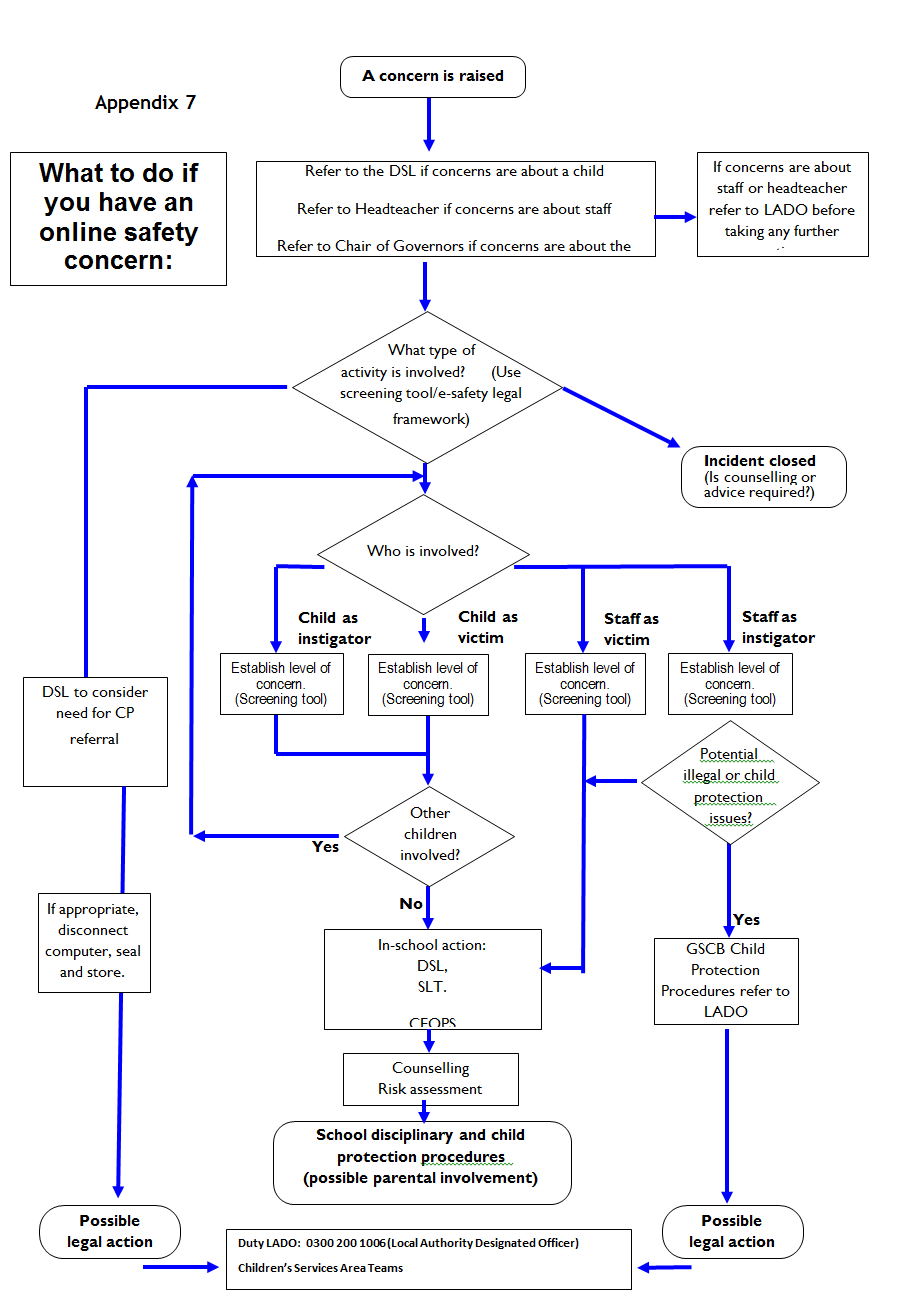 A concern is raised
Appendix 7
What to do if
you have an
online safety
concern:
Refer to the DSL if concerns are about a child
Refer to Headteacher if concerns are about staff
Refer to Chair of Governors if concerns are about the
If concerns are about
staff or headteacher
refer to LADO before
taking any further
What type of
activity is involved? (Use
screening tool/e-safety legal
framework)
Incident closed
(Is counselling or
advice required?)
Who is involved?
Child as
instigator
Child as
victim
Staff as
victim
Staff as
instigator
Establish level of
concern.
(Screening tool)
Establish level of
concern.
(Screening tool)
Establish level of
concern.
(Screening tool)
Establish level of
concern.
(Screening tool)
DSL to consider
need for CP
referral
Potential
illegal or child
protection
issues?
Other
children
involved?
Yes
No
Yes
If appropriate,
disconnect
computer, seal
and store.
In-school action:
DSL,
SLT.
CEOPS
GSCB Child
Protection
Procedures refer to
LADO
Counselling
Risk assessment
School disciplinary and child
protection procedures
(possible parental involvement)
Possible
legal action
Possible
legal action
Duty LADO: 0300 200 1006 (Local Authority Designated Officer)
Children's Services Area Teams